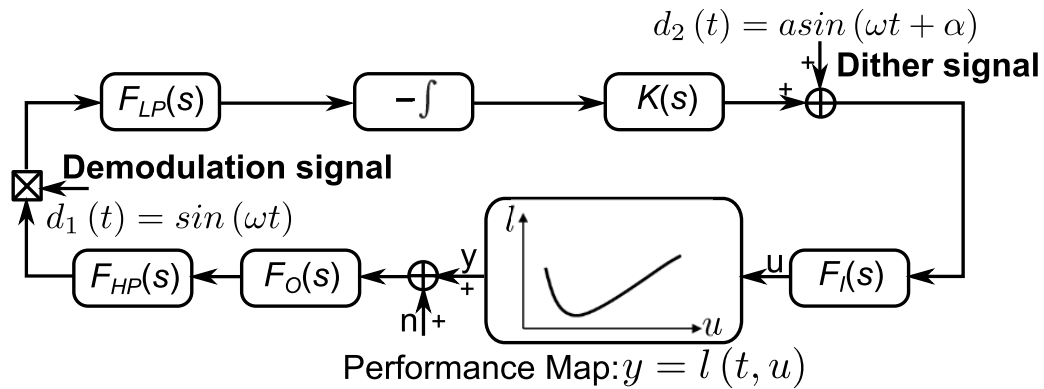 d₂ (t) = asin (ωt + α)
+
Dither signal
F_LP(s)
−∫
K(s)
+
Demodulation signal
d₁ (t) = sin (ωt)
F_HP(s)
F_O(s)
y
+
n
+
l
u
u
F_I(s)
Performance Map: y = l (t, u)